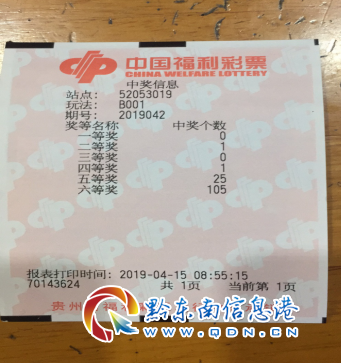 中国福利彩票
CHINA WELFARE LOTTERY
中奖信息
站点: 52053019
玩法: B001
期号: 2019042
奖等名称 中奖个数
一等奖 0
二等奖 1
三等奖 0
四等奖 1
五等奖 25
六等奖 105
报表打印时间: 2019-04-15 08:55:15
70143624 共 1页 当前第 1页
贵州 福
黔东南信息港
www.QDN.cn